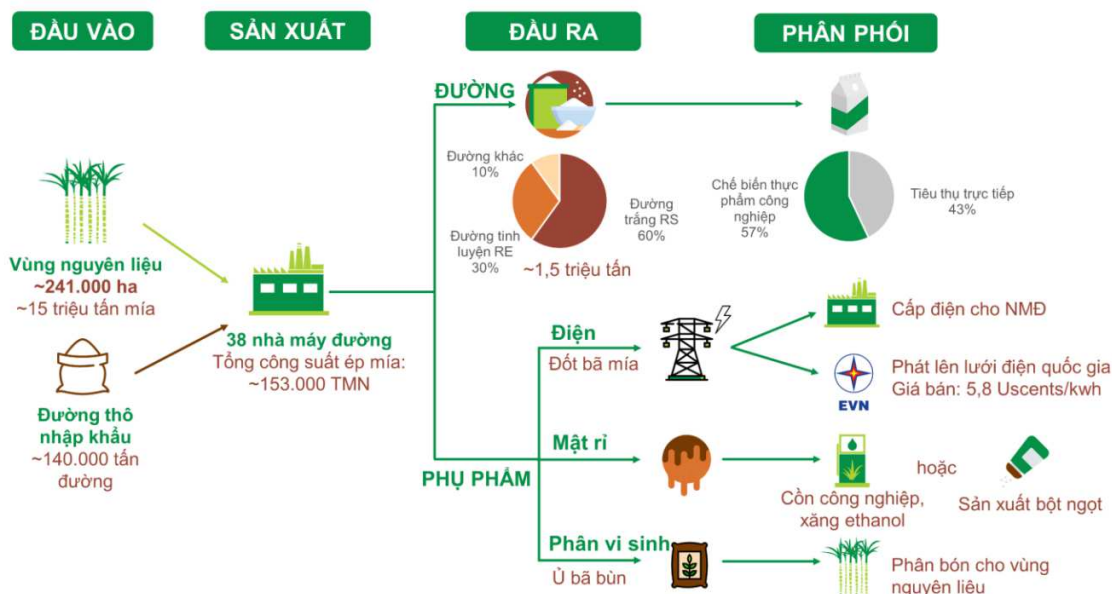 ĐẦU VÀO
SẢN XUẤT
ĐẦU RA
PHÂN PHỐI
Vùng nguyên liệu
~241.000 ha
~15 triệu tấn mía
Đường thô
nhập khẩu
~140.000 tấn
đường
38 nhà máy đường
Tổng công suất ép mía:
~153.000 TMN
ĐƯỜNG
Đường khác
10%
Đường tinh
luyện RE
30%
Đường
trắng RS
60%
~1,5 triệu tấn
Chế biến thực
phẩm công
nghiệp
57%
Tiêu thụ trực tiếp
43%
PHỤ PHẨM
Điện
Đốt bã mía
Cấp điện cho NMĐ
EVN
Phát lên lưới điện quốc gia
Giá bán: 5,8 Uscents/kwh
Mật rỉ
Cồn công nghiệp,
xăng ethanol
hoặc
Sản xuất bột ngọt
Phân vi sinh
Ủ bã bùn
Phân bón cho vùng
nguyên liệu